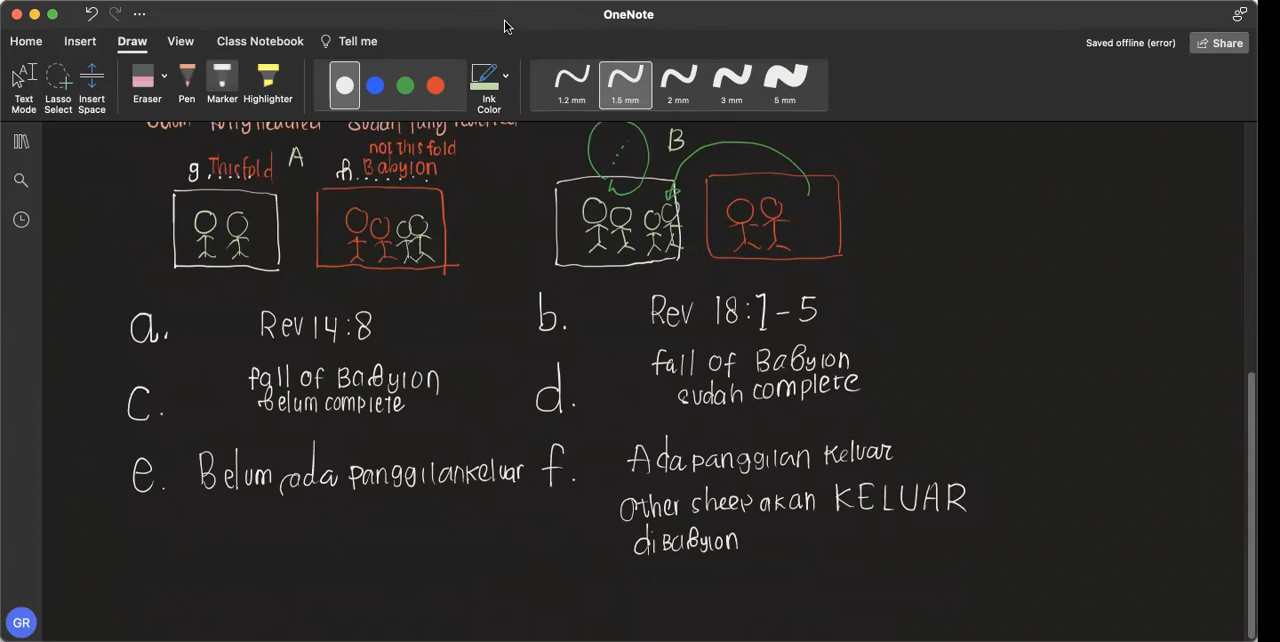 OneNote
Home Insert Draw View Class Notebook Tell me
Saved offline (error) Share
Text Mode
Lasso Select
Insert Space
Eraser
Pen
Marker
Highlighter
Ink Color
1.2 mm
1.5 mm
2 mm
3 mm
5 mm
not this fold
g. This fold A h. Babylon
B
a. Rev 14:8
b. Rev 18:1-5
c. fall of Babylon
belum complete
d. fall of Babylon
sudah complete
e. Belum ada panggilan keluar
f. Ada panggilan keluar
Other sheep akan KELUAR
di Babylon
GR